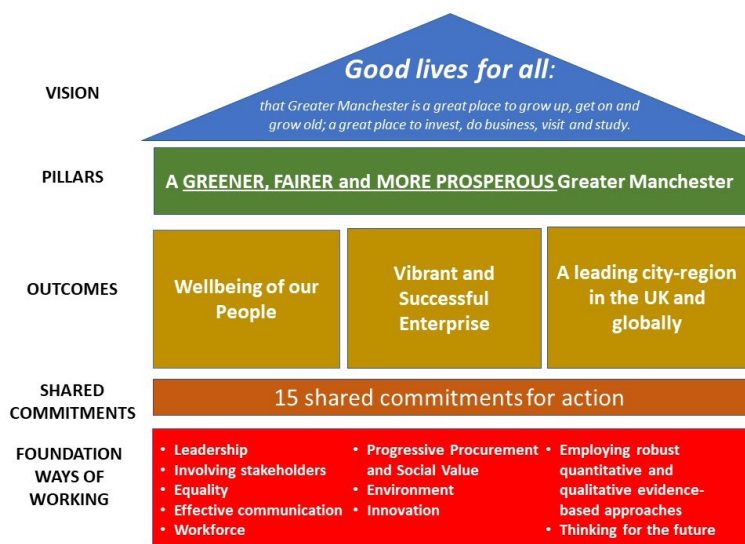 VISION
Good lives for all:
that Greater Manchester is a great place to grow up, get on and
grow old; a great place to invest, do business, visit and study.
PILLARS
A GREENER, FAIRER and MORE PROSPEROUS Greater Manchester
OUTCOMES
Wellbeing of our
People
Vibrant and
Successful
Enterprise
A leading city-region
in the UK and
globally
SHARED
COMMITMENTS
15 shared commitments for action
FOUNDATION
WAYS OF
WORKING
• Leadership
• Involving stakeholders
• Equality
• Effective communication
• Workforce
• Progressive Procurement
and Social Value
• Environment
• Innovation
• Employing robust
quantitative and
qualitative evidence-
based approaches
• Thinking for the future